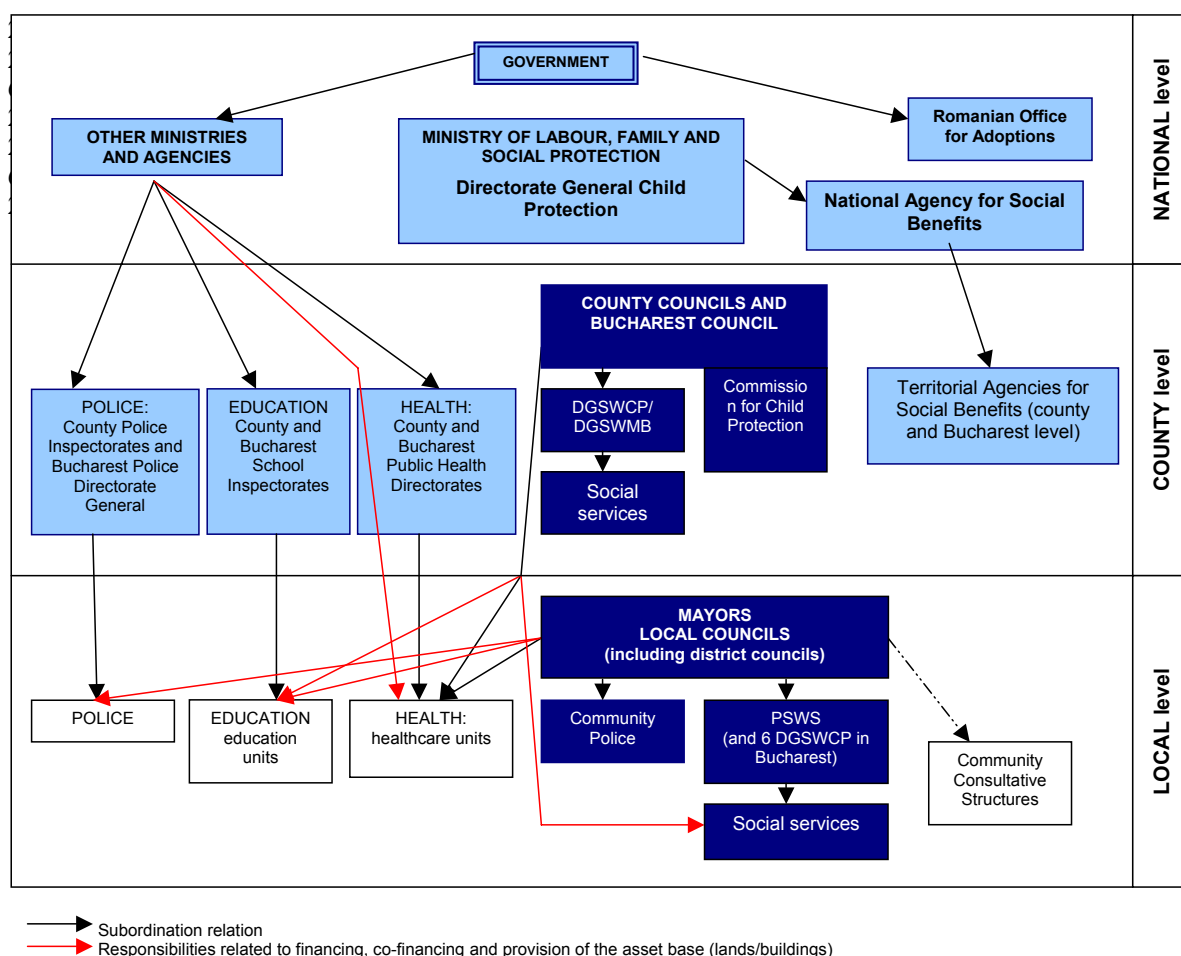 GOVERNMENT
OTHER MINISTRIES
AND AGENCIES
MINISTRY OF LABOUR, FAMILY AND
SOCIAL PROTECTION
Directorate General Child
Protection
Romanian Office
for Adoptions
National Agency for Social
Benefits
NATIONAL level
COUNTY COUNCILS AND
BUCHAREST COUNCIL
POLICE:
County Police
Inspectorates and
Bucharest Police
Directorate
General
EDUCATION
County and
Bucharest
School
Inspectorates
HEALTH:
County and
Bucharest
Public Health
Directorates
DGSWCP/
DGSWMB
Social
services
Commissio
n for Child
Protection
Territorial Agencies for
Social Benefits (county
and Bucharest level)
COUNTY level
MAYORS
LOCAL COUNCILS
(including district councils)
POLICE
EDUCATION
education
units
HEALTH:
healthcare units
Community
Police
PSWS
(and 6 DGSWCP in
Bucharest)
Social services
Community
Consultative
Structures
LOCAL level
Subordination relation
Responsibilities related to financing, co-financing and provision of the asset base (lands/buildings)